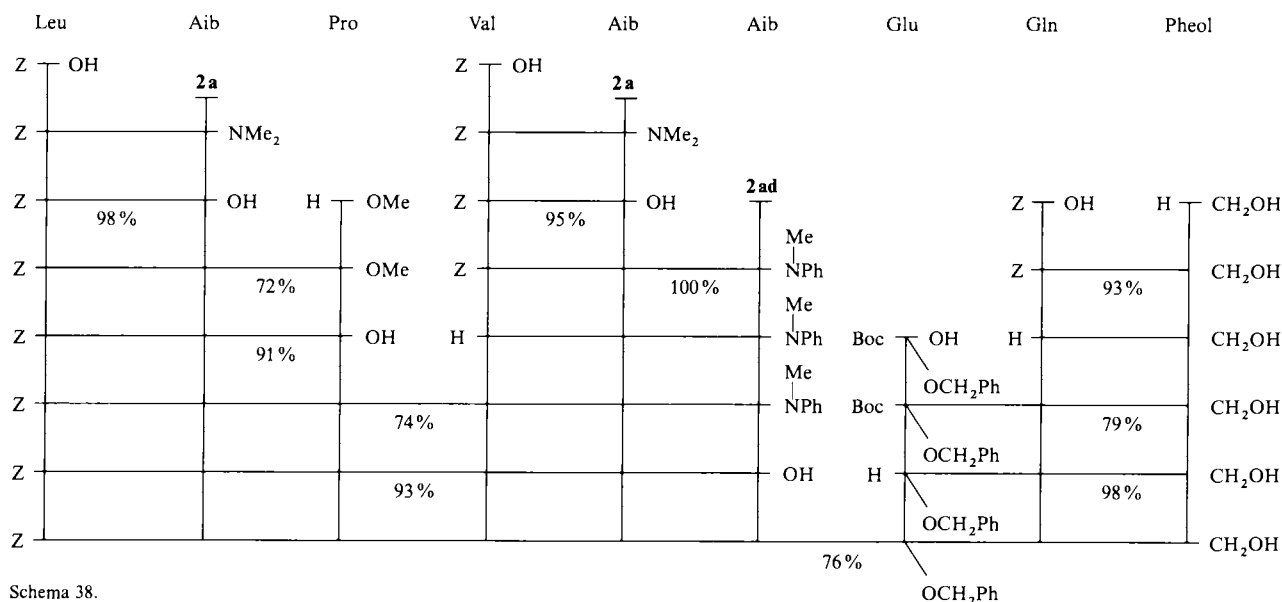 Leu Aib Pro Val Aib Aib Glu Gln Pheol
Z OH Z OH
2a 2a
Z NMe₂ Z NMe₂
2ad
Z OH H OMe Z OH Z OH H CH₂OH
98% 95%
Me
Z OMe Z NPh Z CH₂OH
72% 100% 93%
Me
Z OH H NPh Boc OH H CH₂OH
91%
Me OCH₂Ph
Z NPh Boc CH₂OH
74% 79%
OCH₂Ph
Z OH H CH₂OH
93% 98%
OCH₂Ph
Z CH₂OH
76%
OCH₂Ph
Schema 38.